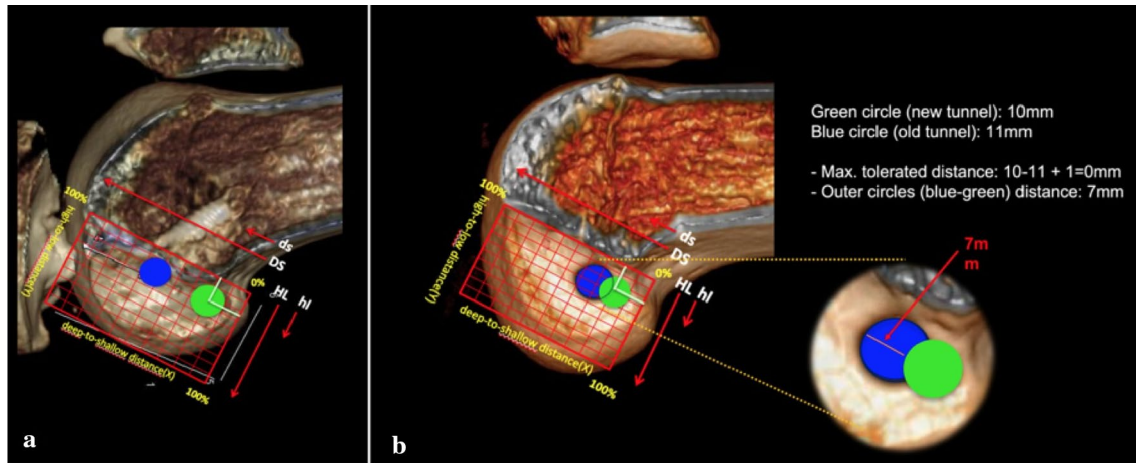 100%
high-to-low distance(Y)
ds
DS
0%
HL
hl
deep-to-shallow distance(X)
100%
a
100%
high-to-low distance(Y)
ds
DS
0%
HL
hl
deep-to-shallow distance(X)
100%
b
Green circle (new tunnel): 10mm
Blue circle (old tunnel): 11mm
- Max. tolerated distance: 10-11 + 1=0mm
- Outer circles (blue-green) distance: 7mm
7m
m